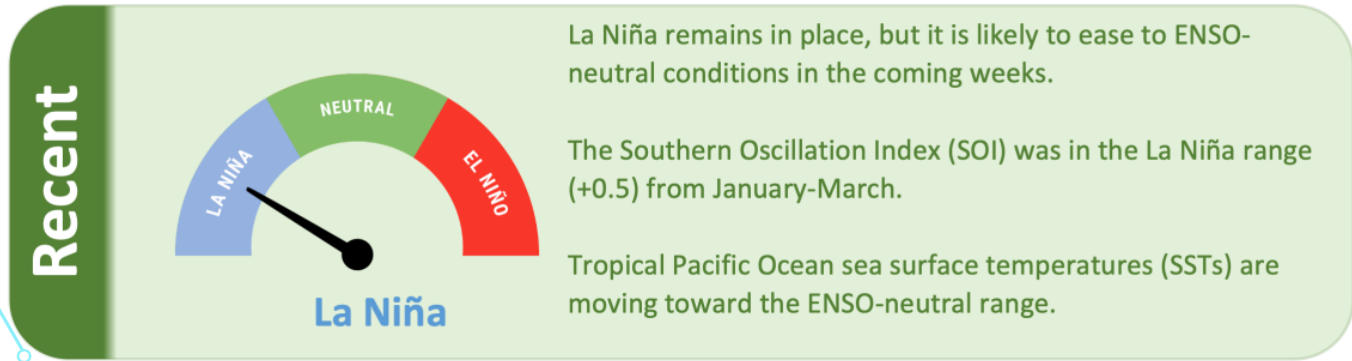 Recent
LA NIÑA
NEUTRAL
EL NIÑO
La Niña
La Niña remains in place, but it is likely to ease to ENSO-
neutral conditions in the coming weeks.
The Southern Oscillation Index (SOI) was in the La Niña range
(+0.5) from January-March.
Tropical Pacific Ocean sea surface temperatures (SSTs) are
moving toward the ENSO-neutral range.